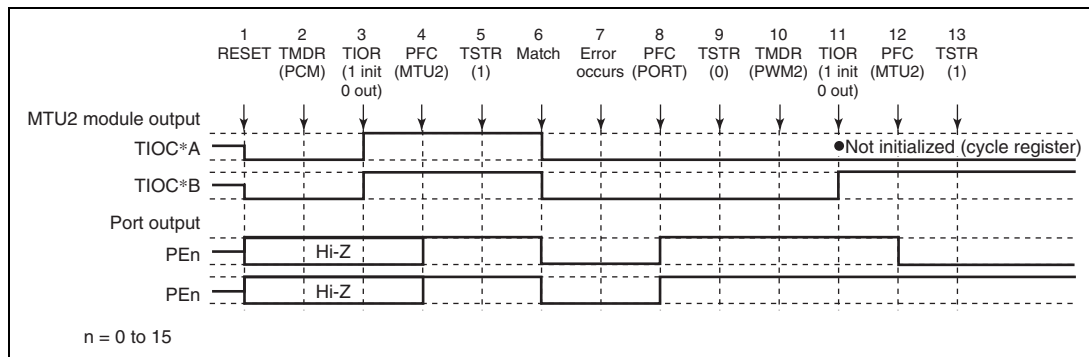 1 2 3 4 5 6 7 8 9 10 11 12 13
RESET TMDR TIOR PFC TSTR Match Error PFC TSTR TMDR TIOR PFC TSTR
(PCM) (1 init (MTU2) (1) occurs (PORT) (0) (PWM2) (1 init (MTU2) (1)
0 out) 0 out)
MTU2 module output
TIOC*A
●Not initialized (cycle register)
TIOC*B
Port output
PEn
Hi-Z
PEn
Hi-Z
n = 0 to 15